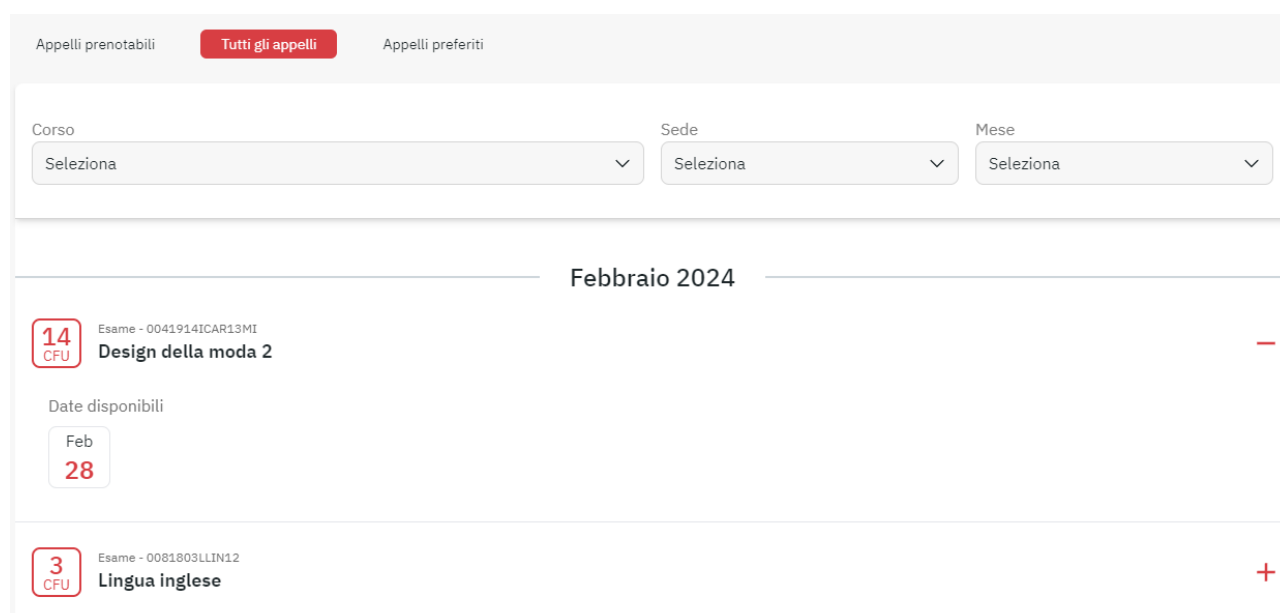 Appelli prenotabili Tutti gli appelli Appelli preferiti
Corso Sede Mese
Seleziona Seleziona Seleziona
Febbraio 2024
14 CFU
Esame - 0041914ICAR13MI
Design della moda 2
Date disponibili
Feb
28
3 CFU
Esame - 0081803LLIN12
Lingua inglese